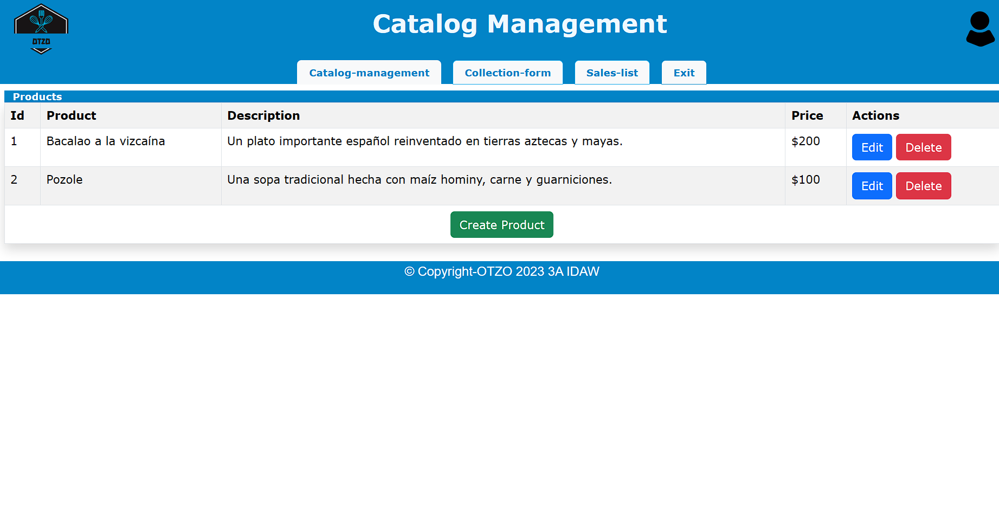 OTZO
Catalog Management
Catalog-management Collection-form Sales-list Exit
Products
Id Product Description Price Actions
1 Bacalao a la vizcaína Un plato importante español reinventado en tierras aztecas y mayas. $200 Edit Delete
2 Pozole Una sopa tradicional hecha con maíz hominy, carne y guarniciones. $100 Edit Delete
Create Product
© Copyright-OTZO 2023 3A IDAW